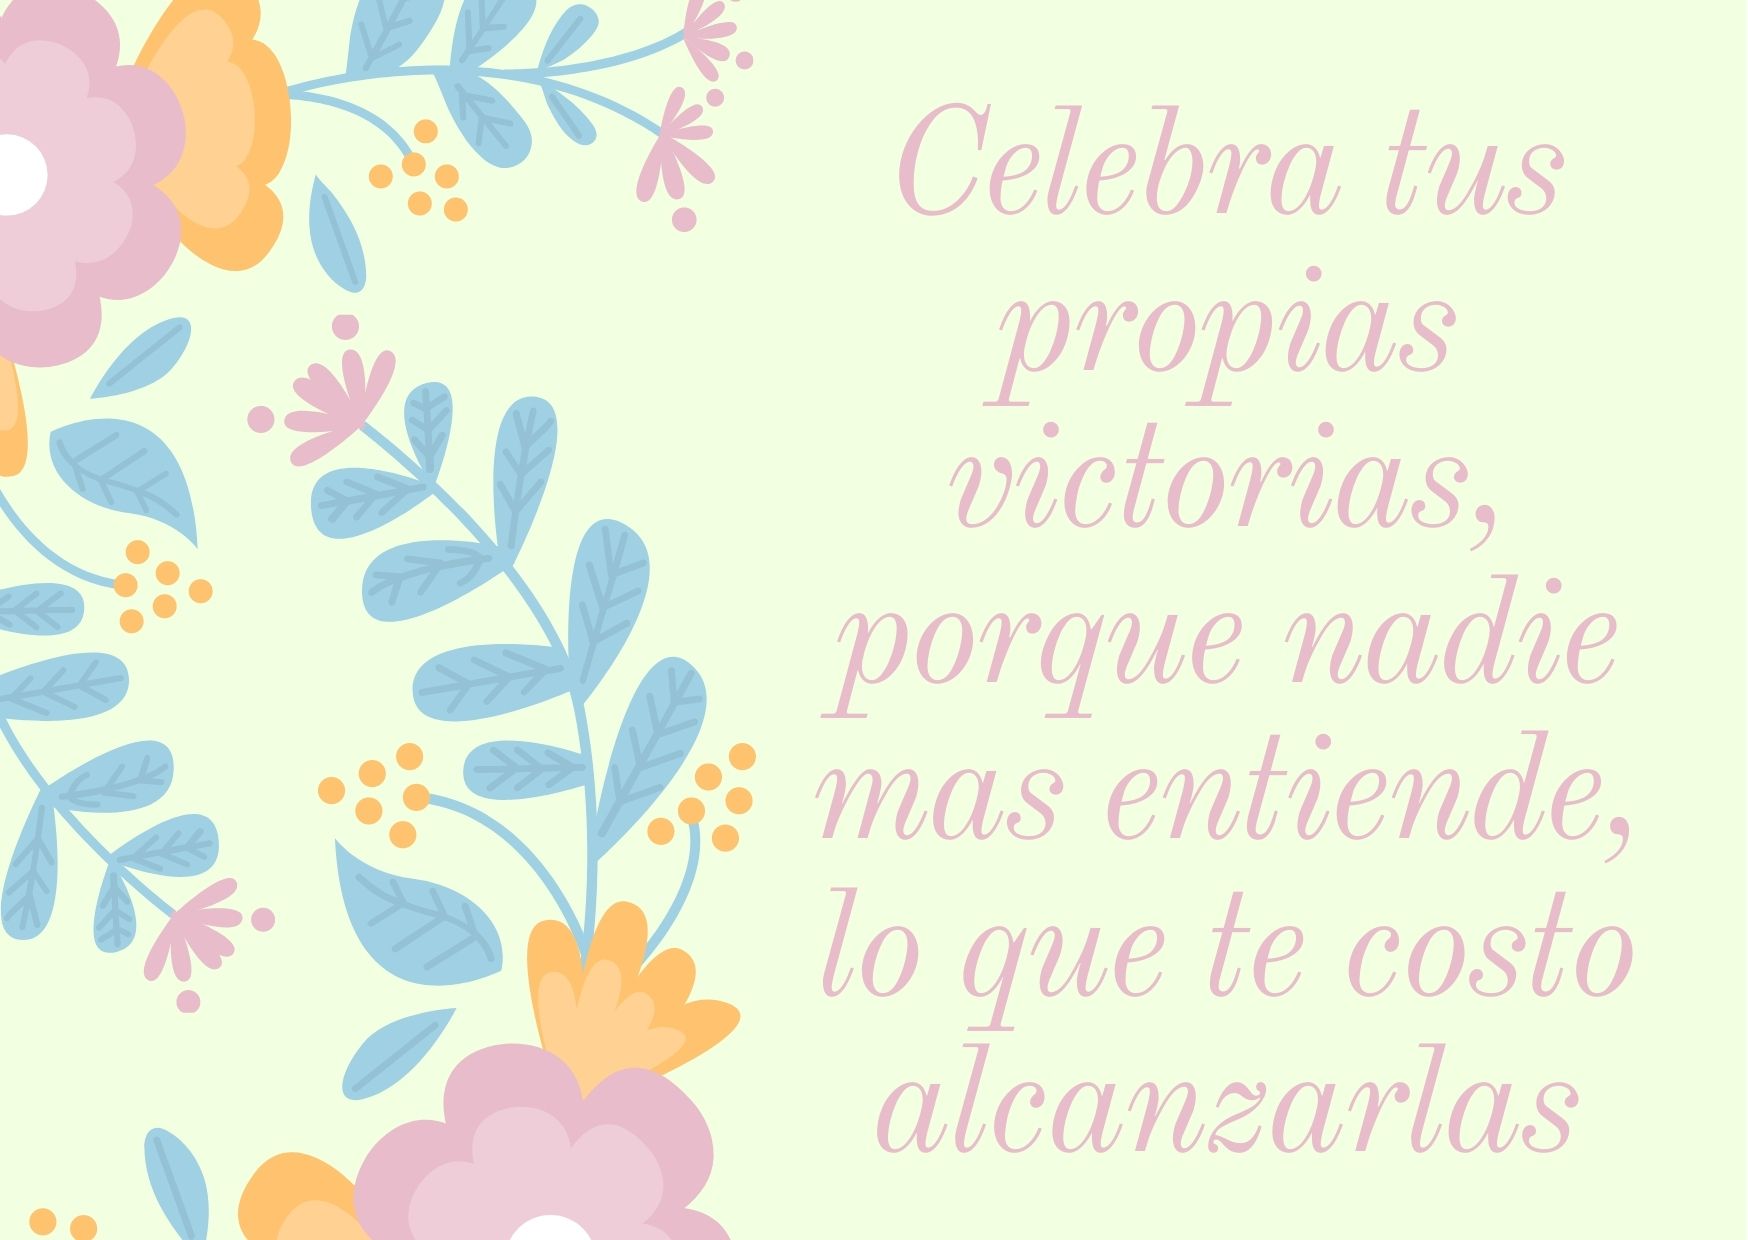 Celebra tus
propias
victorias,
porque nadie
mas entiende,
lo que te costo
alcanzarlas